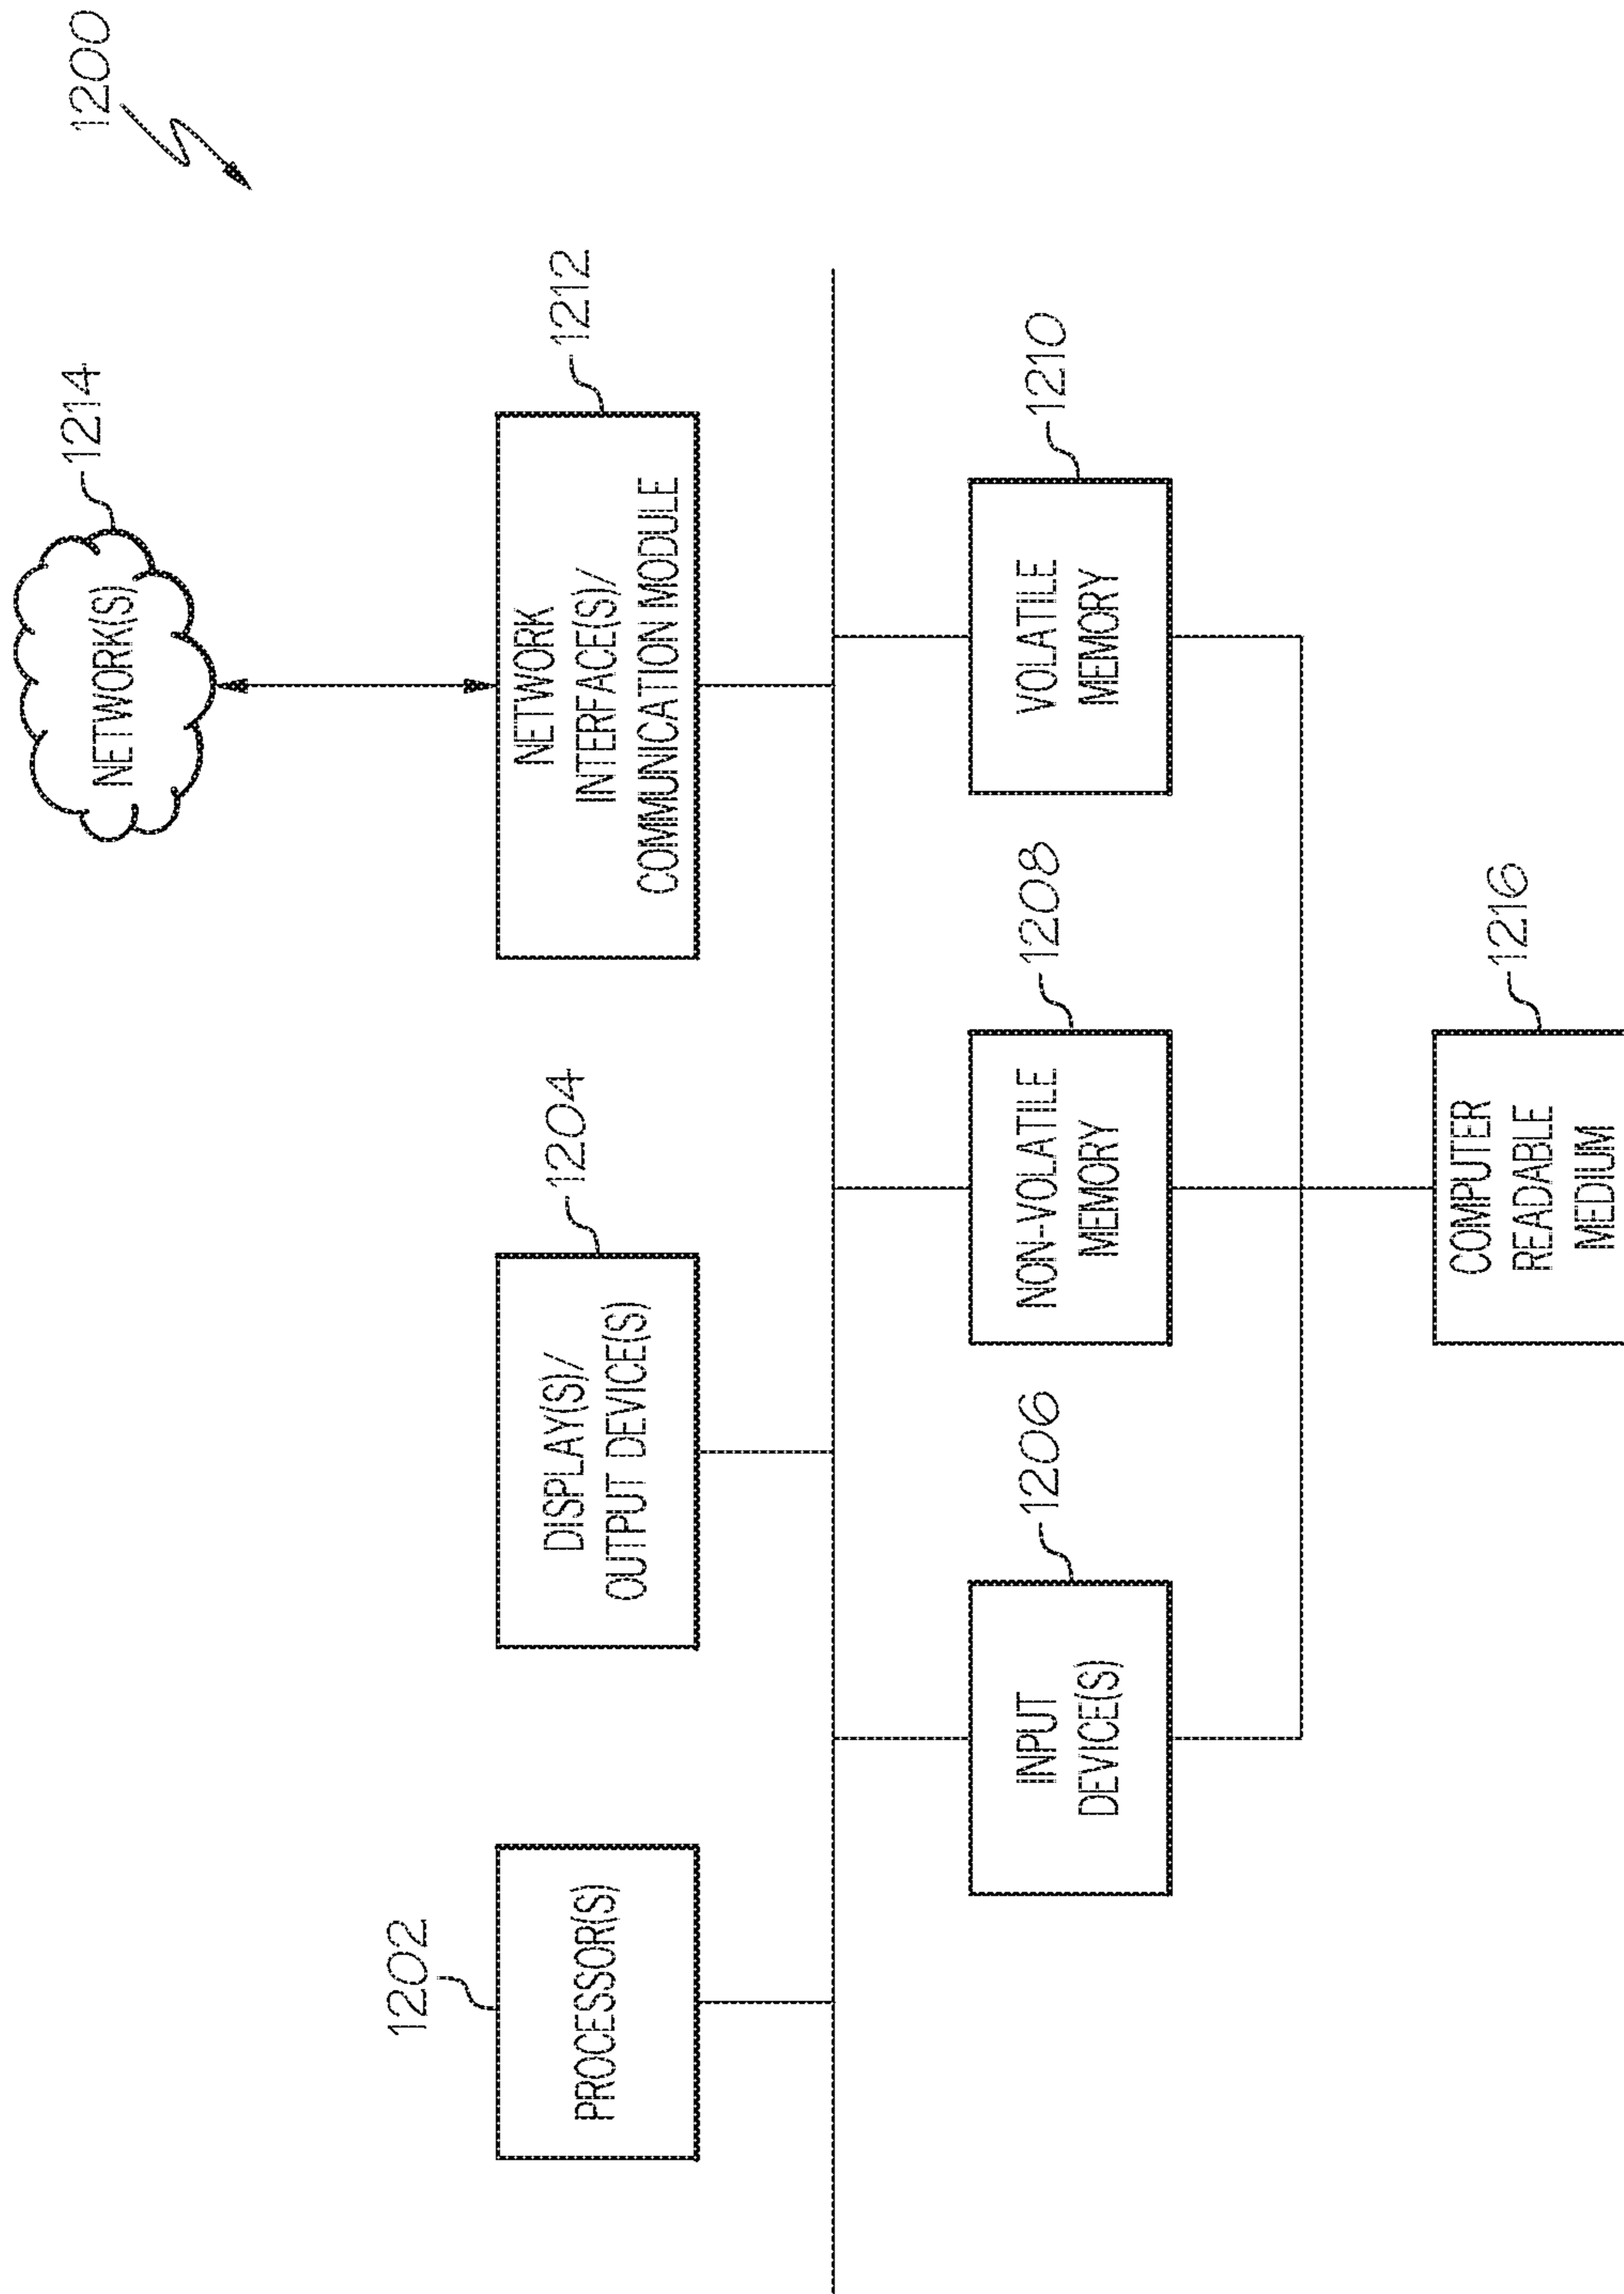 1200
NETWORK(S)
1214
1202
PROCESSOR(S)
DISPLAY(S)/
OUTPUT DEVICE(S)
1204
NETWORK
INTERFACE(S)/
COMMUNICATION MODULE
1212
INPUT
DEVICE(S)
1206
NON-VOLATILE
MEMORY
1208
VOLATILE
MEMORY
1210
COMPUTER
READABLE
MEDIUM
1216